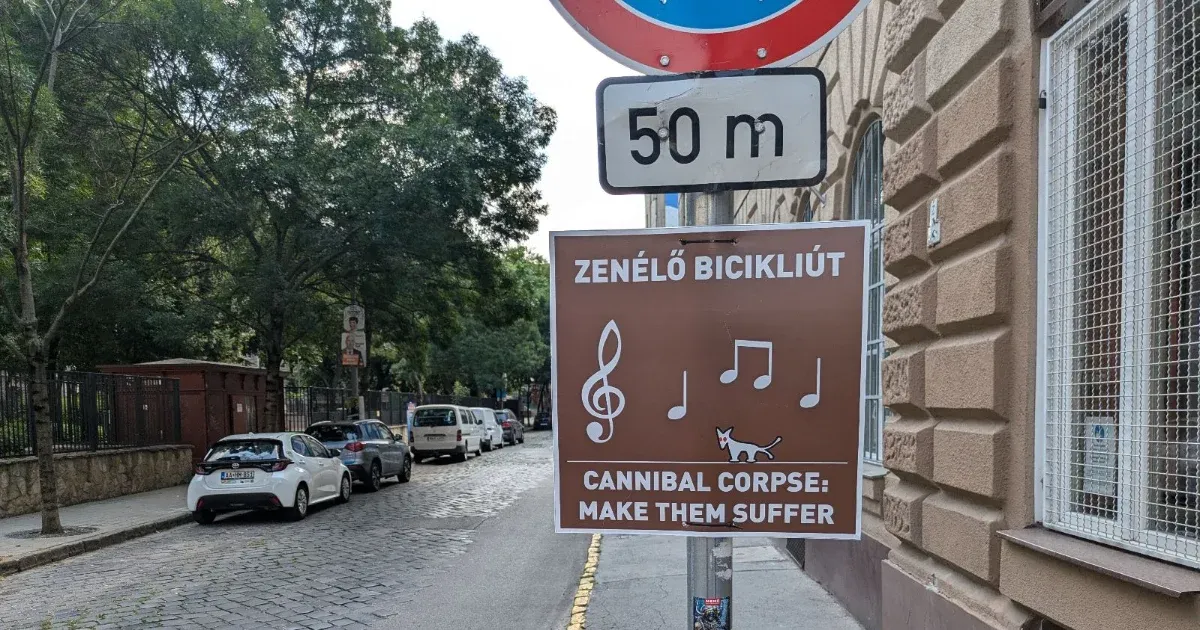 50 m
ZENÉLŐ BICIKLIÚT
CANNIBAL CORPSE:
MAKE THEM SUFFER